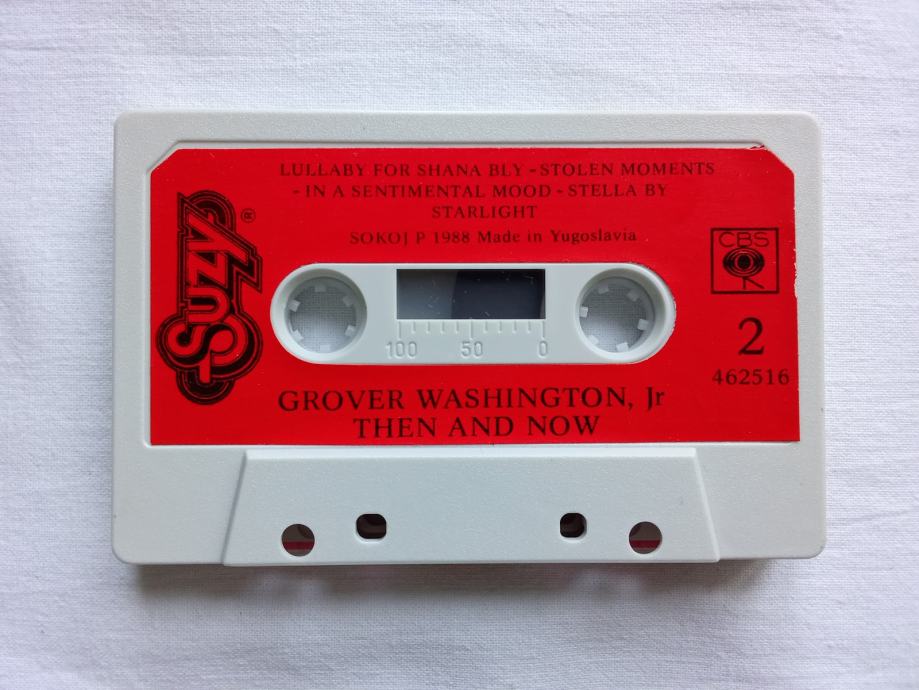 LULLABY FOR SHANA BLY - STOLEN MOMENTS
- IN A SENTIMENTAL MOOD - STELLA BY
STARLIGHT
SOKOJ P 1988 Made in Yugoslavia
SUZY ®
CBS
100 50 0
2
462516
GROVER WASHINGTON, Jr
THEN AND NOW